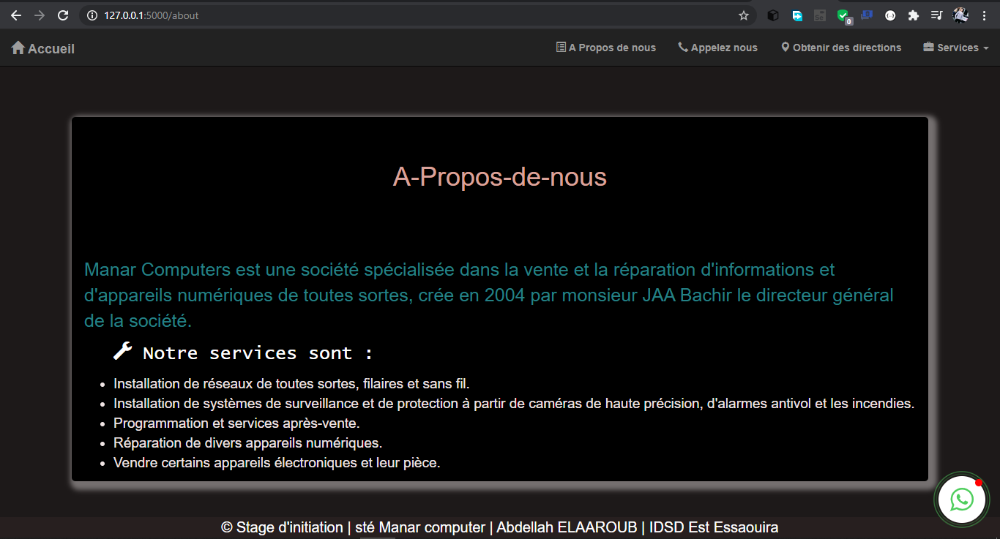 127.0.0.1:5000/about
0
Accueil
A Propos de nous
Appelez nous
Obtenir des directions
Services
A-Propos-de-nous
Manar Computers est une société spécialisée dans la vente et la réparation d'informations et
d'appareils numériques de toutes sortes, crée en 2004 par monsieur JAA Bachir le directeur général
de la société.
Notre services sont :
• Installation de réseaux de toutes sortes, filaires et sans fil.
• Installation de systèmes de surveillance et de protection à partir de caméras de haute précision, d'alarmes antivol et les incendies.
• Programmation et services après-vente.
• Réparation de divers appareils numériques.
• Vendre certains appareils électroniques et leur pièce.
© Stage d'initiation | sté Manar computer | Abdellah ELAAROUB | IDSD Est Essaouira